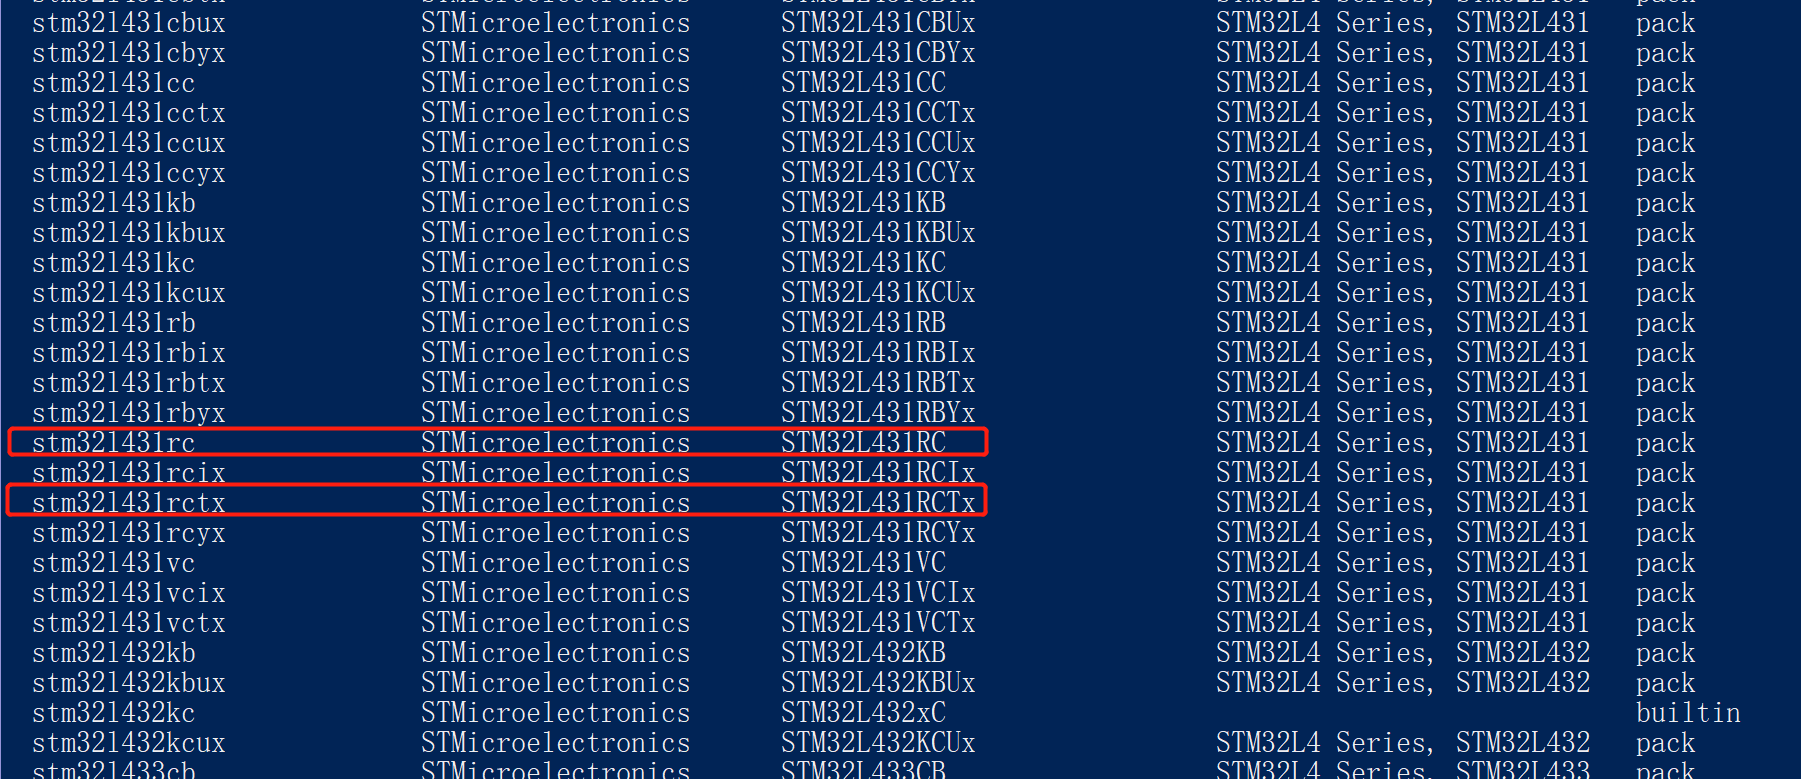 stm32l431cbux STMicroelectronics STM32L431CBUx STM32L4 Series, STM32L431 pack
stm32l431cbyx STMicroelectronics STM32L431CBYx STM32L4 Series, STM32L431 pack
stm32l431cc STMicroelectronics STM32L431CC STM32L4 Series, STM32L431 pack
stm32l431cctx STMicroelectronics STM32L431CCTx STM32L4 Series, STM32L431 pack
stm32l431ccux STMicroelectronics STM32L431CCUx STM32L4 Series, STM32L431 pack
stm32l431ccyx STMicroelectronics STM32L431CCYx STM32L4 Series, STM32L431 pack
stm32l431kb STMicroelectronics STM32L431KB STM32L4 Series, STM32L431 pack
stm32l431kbux STMicroelectronics STM32L431KBUx STM32L4 Series, STM32L431 pack
stm32l431kc STMicroelectronics STM32L431KC STM32L4 Series, STM32L431 pack
stm32l431kcux STMicroelectronics STM32L431KCUx STM32L4 Series, STM32L431 pack
stm32l431rb STMicroelectronics STM32L431RB STM32L4 Series, STM32L431 pack
stm32l431rbix STMicroelectronics STM32L431RBIx STM32L4 Series, STM32L431 pack
stm32l431rbtx STMicroelectronics STM32L431RBTx STM32L4 Series, STM32L431 pack
stm32l431rbyx STMicroelectronics STM32L431RBYx STM32L4 Series, STM32L431 pack
stm32l431rc STMicroelectronics STM32L431RC STM32L4 Series, STM32L431 pack
stm32l431rcix STMicroelectronics STM32L431RCIx STM32L4 Series, STM32L431 pack
stm32l431rctx STMicroelectronics STM32L431RCTx STM32L4 Series, STM32L431 pack
stm32l431rcyx STMicroelectronics STM32L431RCYx STM32L4 Series, STM32L431 pack
stm32l431vc STMicroelectronics STM32L431VC STM32L4 Series, STM32L431 pack
stm32l431vcix STMicroelectronics STM32L431VCIx STM32L4 Series, STM32L431 pack
stm32l431vctx STMicroelectronics STM32L431VCTx STM32L4 Series, STM32L431 pack
stm32l432kb STMicroelectronics STM32L432KB STM32L4 Series, STM32L432 pack
stm32l432kbux STMicroelectronics STM32L432KBUx STM32L4 Series, STM32L432 pack
stm32l432kc STMicroelectronics STM32L432xC builtin
stm32l432kcux STMicroelectronics STM32L432KCUx STM32L4 Series, STM32L432 pack
stm32l433cb STMicroelectronics STM32L433CB STM32L4 Series, STM32L433 pack